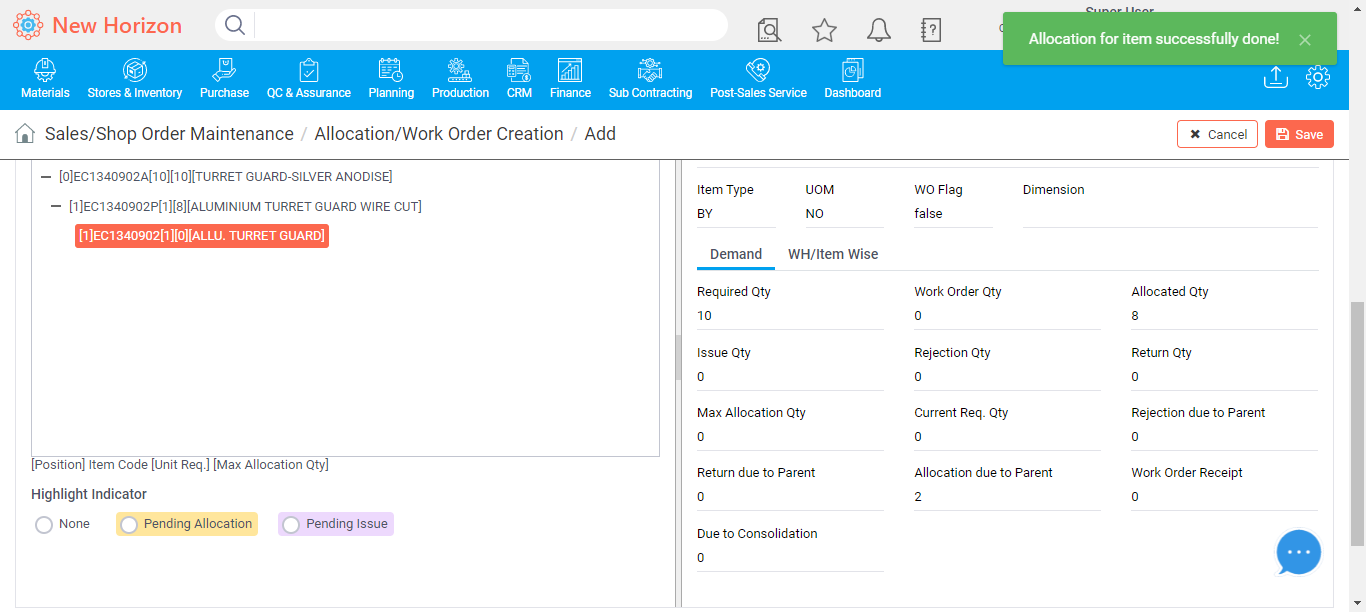 New Horizon
Super User
Allocation for item successfully done!
Materials
Stores & Inventory
Purchase
QC & Assurance
Planning
Production
CRM
Finance
Sub Contracting
Post-Sales Service
Dashboard
Sales/Shop Order Maintenance / Allocation/Work Order Creation / Add
Cancel
Save
[0]EC1340902A[10][10][TURRET GUARD-SILVER ANODISE]
[1]EC1340902P[1][8][ALUMINIUM TURRET GUARD WIRE CUT]
[1]EC1340902[1][0][ALLU. TURRET GUARD]
[Position] Item Code [Unit Req.] [Max Allocation Qty]
Highlight Indicator
None
Pending Allocation
Pending Issue
Item Type UOM WO Flag Dimension
BY NO false
Demand WH/Item Wise
Required Qty Work Order Qty Allocated Qty
10 0 8
Issue Qty Rejection Qty Return Qty
0 0 0
Max Allocation Qty Current Req. Qty Rejection due to Parent
0 0 0
Return due to Parent Allocation due to Parent Work Order Receipt
0 2 0
Due to Consolidation
0